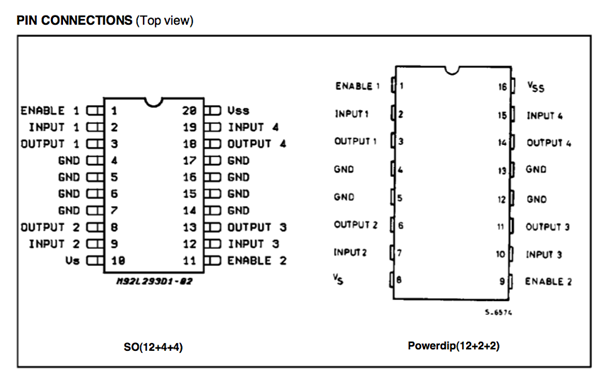 PIN CONNECTIONS (Top view)
ENABLE 1 1 20 Vss
INPUT 1 2 19 INPUT 4
OUTPUT 1 3 18 OUTPUT 4
GND 4 17 GND
GND 5 16 GND
GND 6 15 GND
GND 7 14 GND
OUTPUT 2 8 13 OUTPUT 3
INPUT 2 9 12 INPUT 3
Vs 10 11 ENABLE 2
M92L293D1-02
SO(12+4+4)
ENABLE 1 1 16 VSS
INPUT1 2 15 INPUT 4
OUTPUT 1 3 14 OUTPUT 4
GND 4 13 GND
GND 5 12 GND
OUTPUT 2 6 11 OUTPUT 3
INPUT2 7 10 INPUT 3
VS 8 9 ENABLE 2
S-6574
Powerdip(12+2+2)